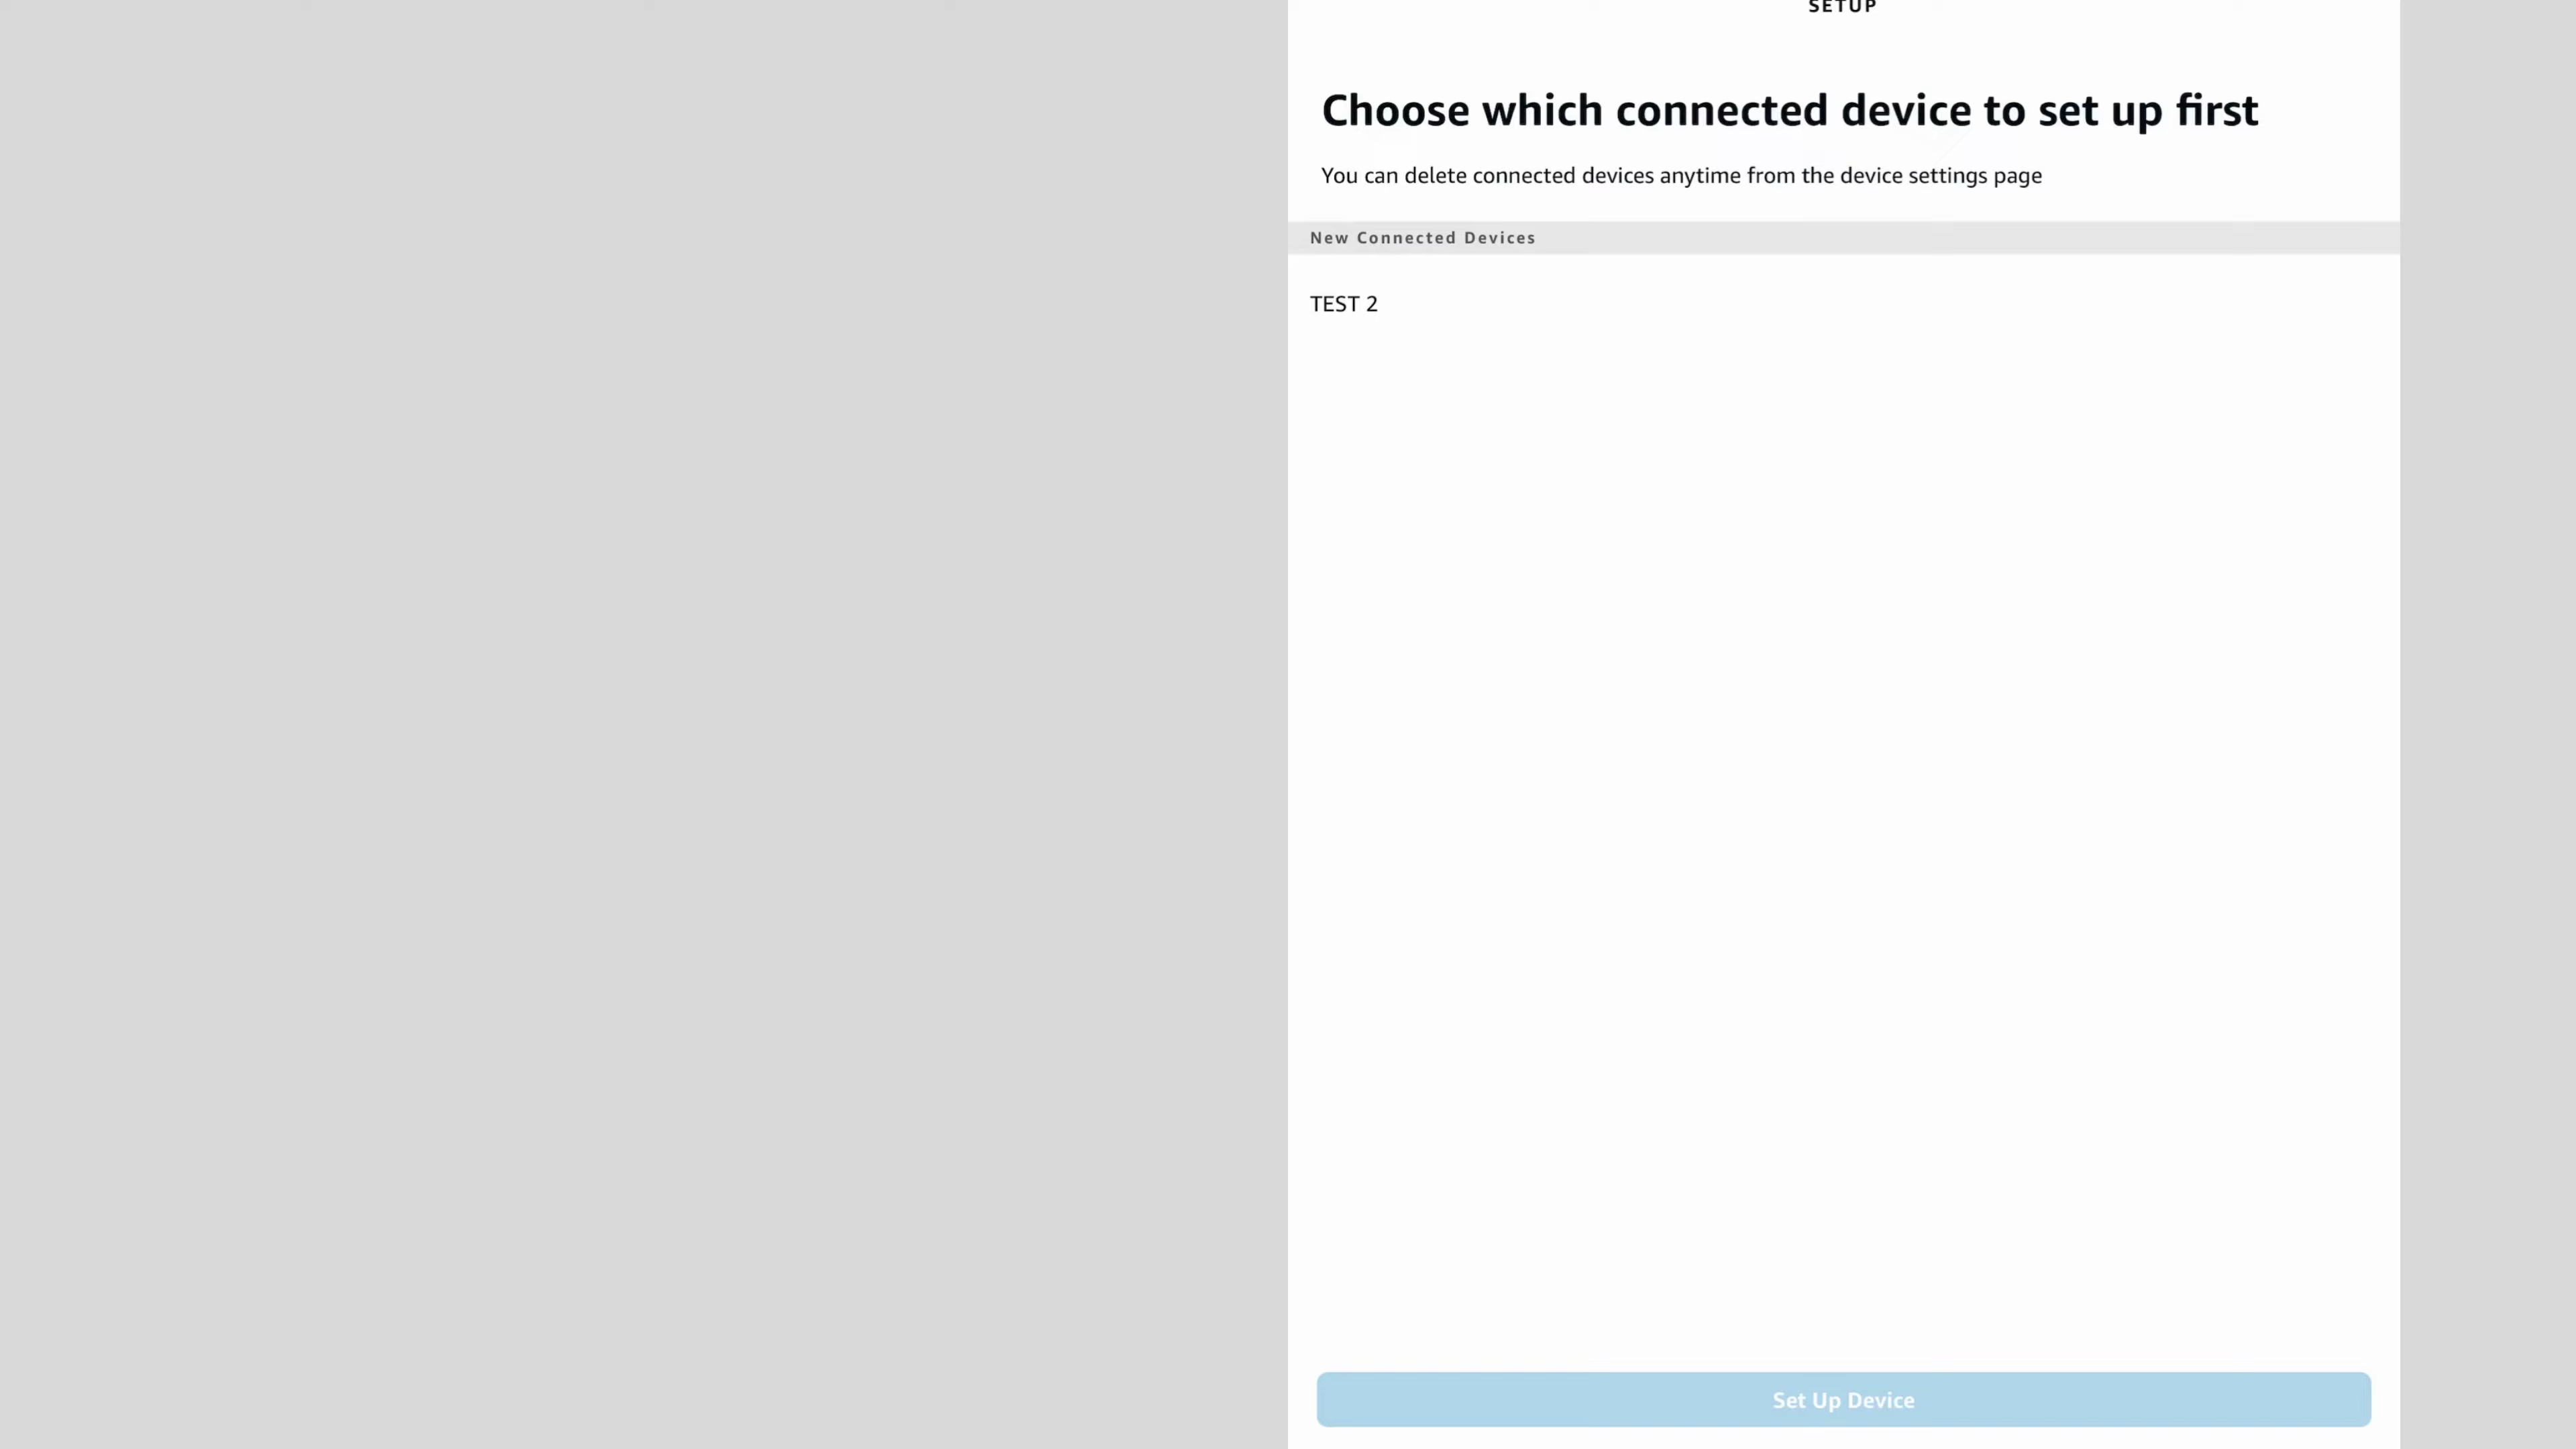 SETUP
Choose which connected device to set up first
You can delete connected devices anytime from the device settings page
New Connected Devices
TEST 2
Set Up Device